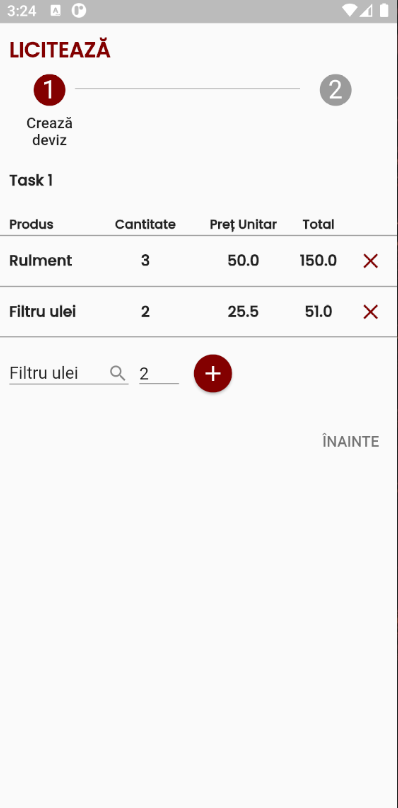 3:24
LICITEAZĂ
1 2
Crează
deviz
Task 1
Produs Cantitate Preț Unitar Total
Rulment 3 50.0 150.0
Filtru ulei 2 25.5 51.0
Filtru ulei 2
ÎNAINTE